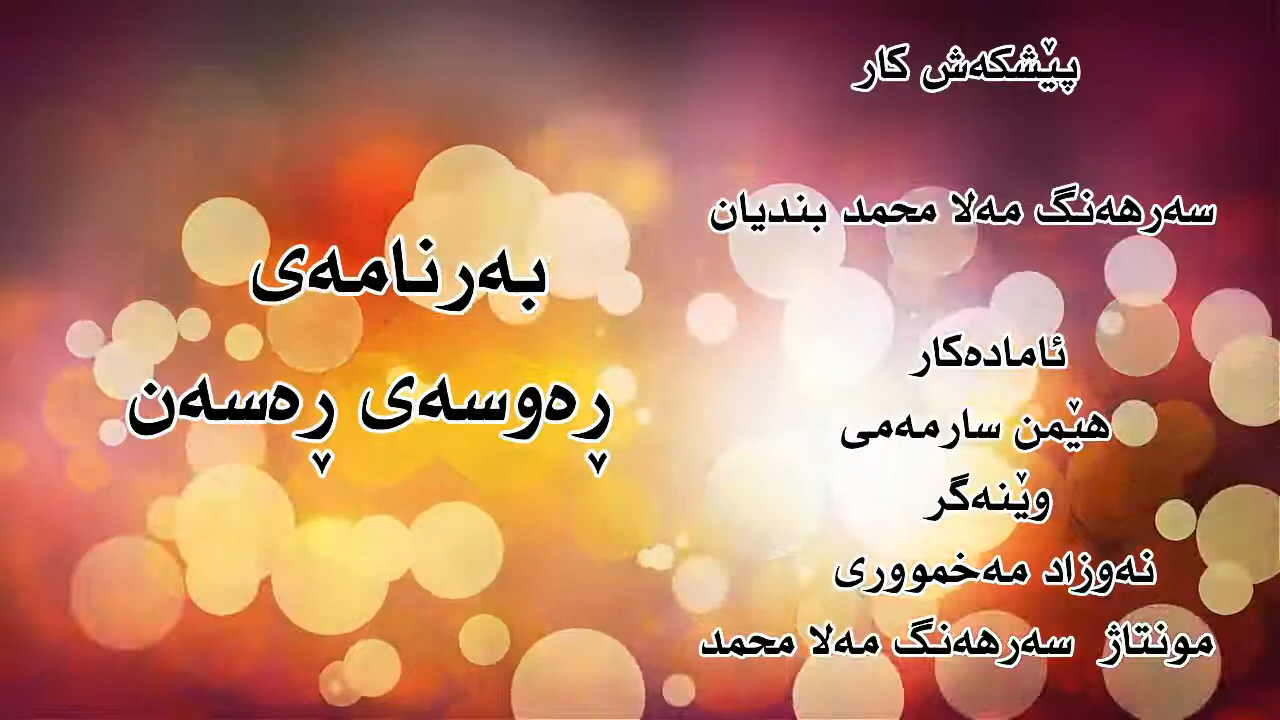 پێشکەش کار
سەرهەنگ مەلا محمد بندیان
ئامادەکار
هێمن سارمەمی
وێنەگر
نەوزاد مەخمووری
مونتاژ سەرهەنگ مەلا محمد
بەرنامەی
ڕەوسەی ڕەسەن